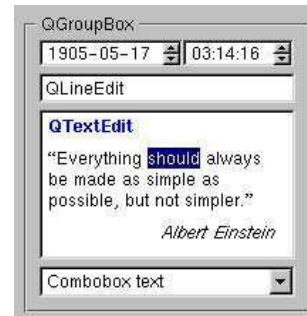 QGroupBox
1905-05-17 03:14:16
QLineEdit
QTextEdit
“Everything should always
be made as simple as
possible, but not simpler.”
Albert Einstein
Combobox text